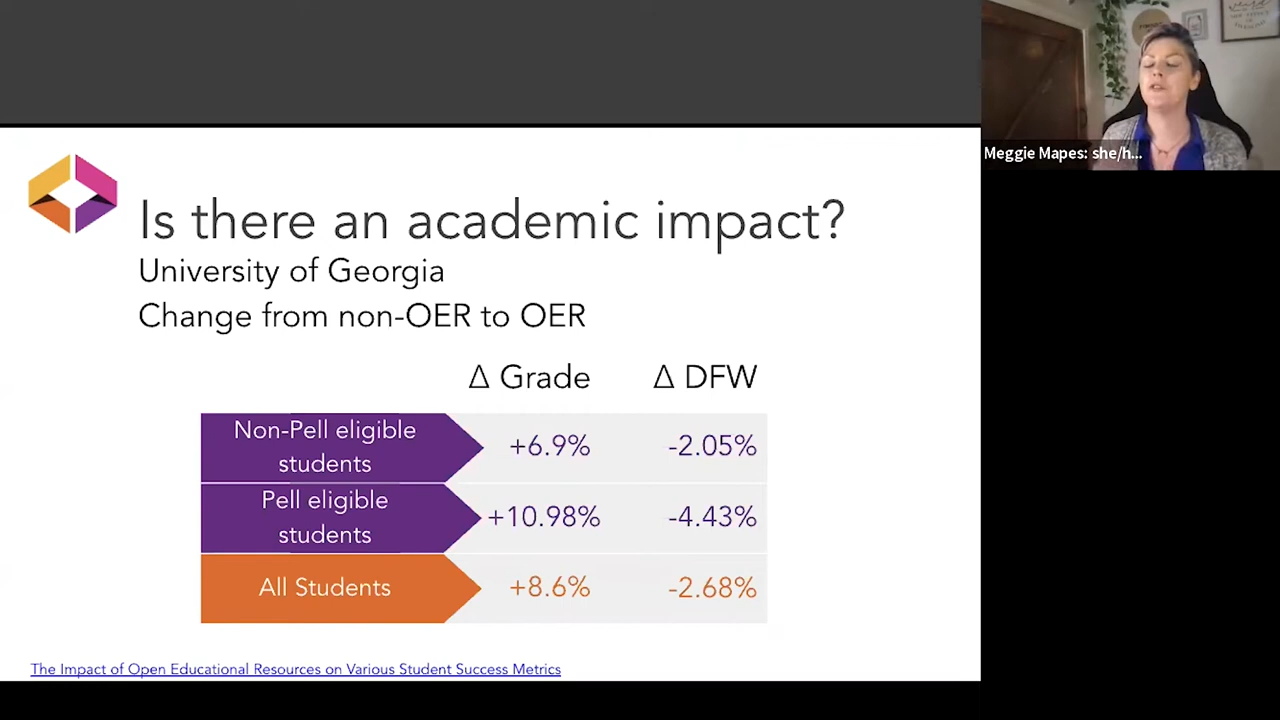 Is there an academic impact?
University of Georgia
Change from non-OER to OER
Δ Grade Δ DFW
Non-Pell eligible
students
+6.9% -2.05%
Pell eligible
students
+10.98% -4.43%
All Students +8.6% -2.68%
The Impact of Open Educational Resources on Various Student Success Metrics
Meggie Mapes: she/h...